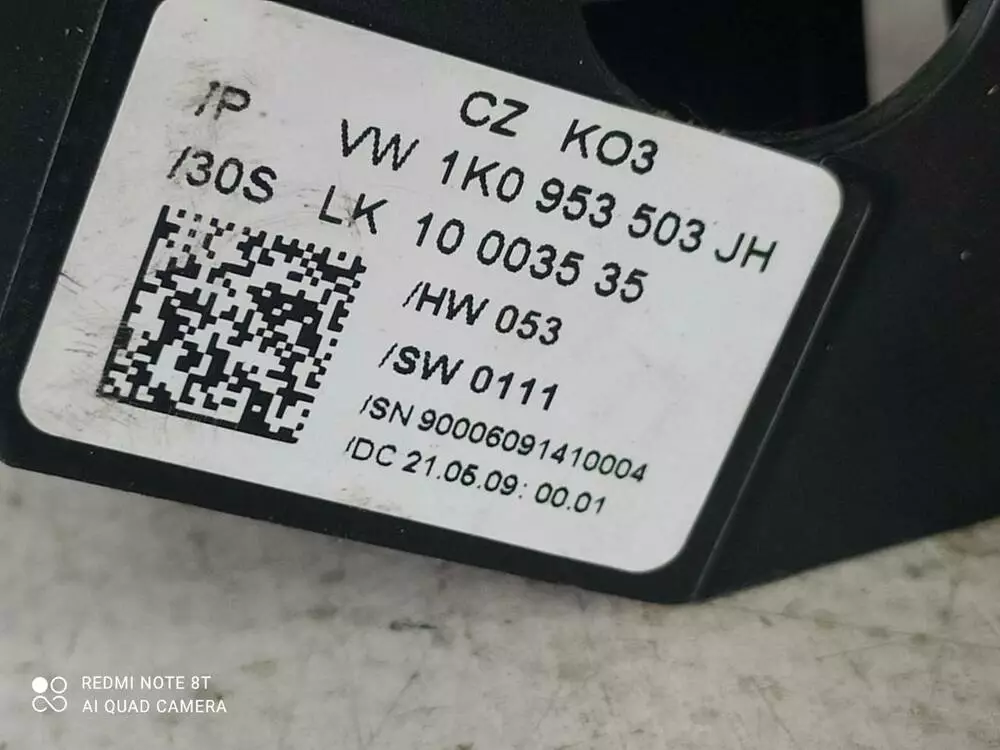 CZ KO3
/P VW 1K0 953 503 JH
/30S LK 10 0035 35
/HW 053
/SW 0111
/SN 90006091410004
/DC 21.05.09: 00.01
REDMI NOTE 8T
AI QUAD CAMERA